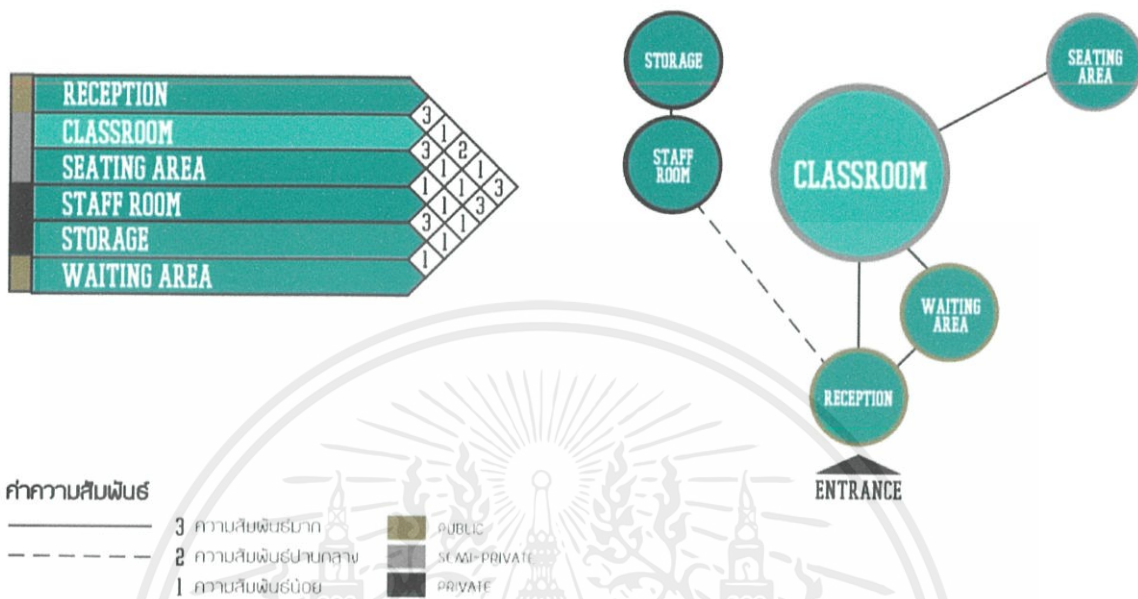 RECEPTION
CLASSROOM
SEATING AREA
STAFF ROOM
STORAGE
WAITING AREA
3
1
3 2
1 1
1 1 3
1 3
3 1
1
1
STORAGE
STAFF
ROOM
CLASSROOM
SEATING
AREA
WAITING
AREA
RECEPTION
ENTRANCE
ค่าความสัมพันธ์
3 ความสัมพันธ์มาก
2 ความสัมพันธ์ปานกลาง
1 ความสัมพันธ์น้อย
PUBLIC
SEMI-PRIVATE
PRIVATE